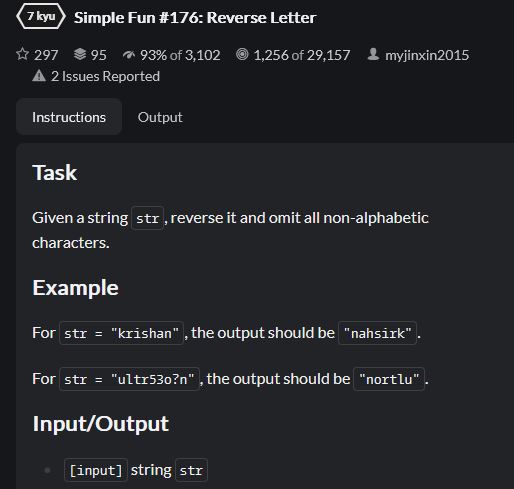 7 kyu Simple Fun #176: Reverse Letter
297 95 93% of 3,102 1,256 of 29,157 myjinxin2015
2 Issues Reported
Instructions Output
Task
Given a string str, reverse it and omit all non-alphabetic
characters.
Example
For str = "krishan", the output should be "nahsirk".
For str = "ultr53o?n", the output should be "nortlu".
Input/Output
[input] string str